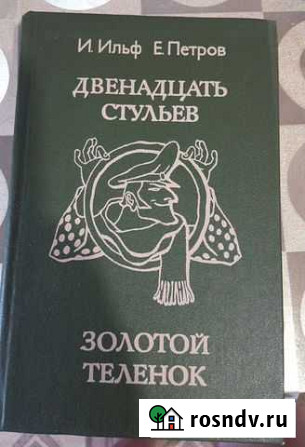 И. Ильф Е. Петров
ДВЕНАДЦАТЬ
СТУЛЬЕВ
ЗОЛОТОЙ
ТЕЛЕНОК
rosndv.ru